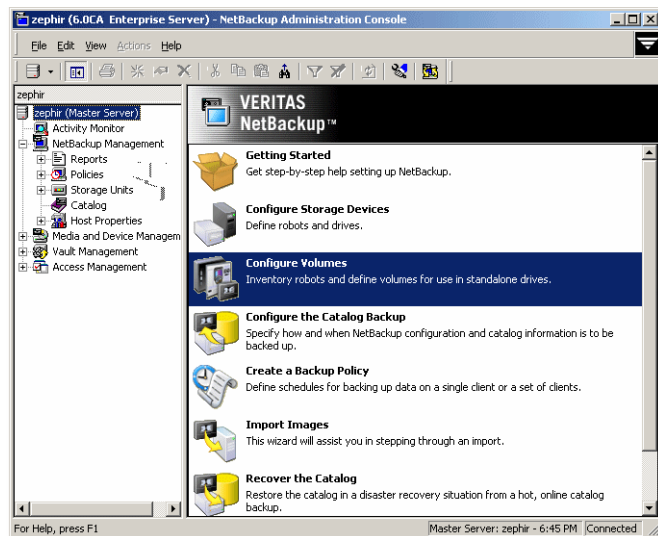 zephir (6.0CA Enterprise Server) - NetBackup Administration Console
File Edit View Actions Help
zephir
zephir (Master Server)
Activity Monitor
NetBackup Management
Reports
Policies
Storage Units
Catalog
Host Properties
Media and Device Managem
Vault Management
Access Management
VERITAS
NetBackup™
Getting Started
Get step-by-step help setting up NetBackup.
Configure Storage Devices
Define robots and drives.
Configure Volumes
Inventory robots and define volumes for use in standalone drives.
Configure the Catalog Backup
Specify how and when NetBackup configuration and catalog information is to be
backed up.
Create a Backup Policy
Define schedules for backing up data on a single client or a set of clients.
Import Images
This wizard will assist you in stepping through an import.
Recover the Catalog
Restore the catalog in a disaster recovery situation from a hot, online catalog
backup.
For Help, press F1
Master Server: zephir - 6:45 PM
Connected